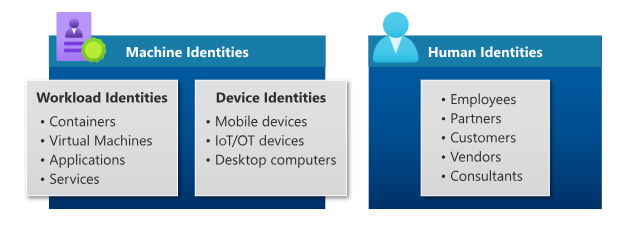 Machine Identities
Workload Identities
• Containers
• Virtual Machines
• Applications
• Services
Device Identities
• Mobile devices
• IoT/OT devices
• Desktop computers
Human Identities
• Employees
• Partners
• Customers
• Vendors
• Consultants